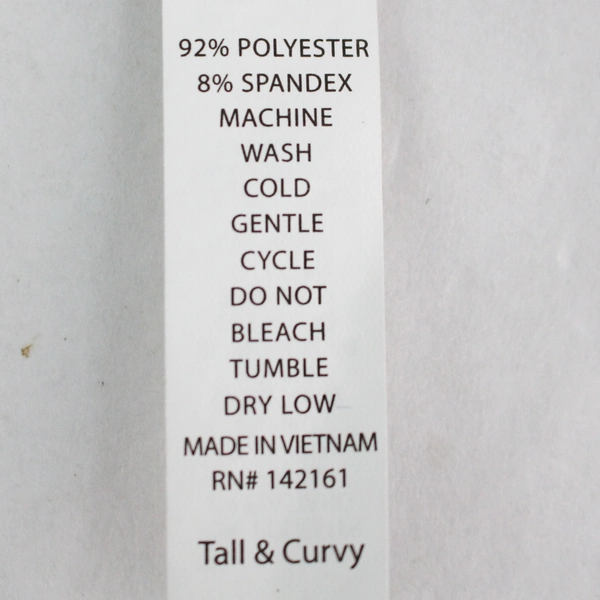 92% POLYESTER
8% SPANDEX
MACHINE
WASH
COLD
GENTLE
CYCLE
DO NOT
BLEACH
TUMBLE
DRY LOW
MADE IN VIETNAM
RN# 142161
Tall & Curvy